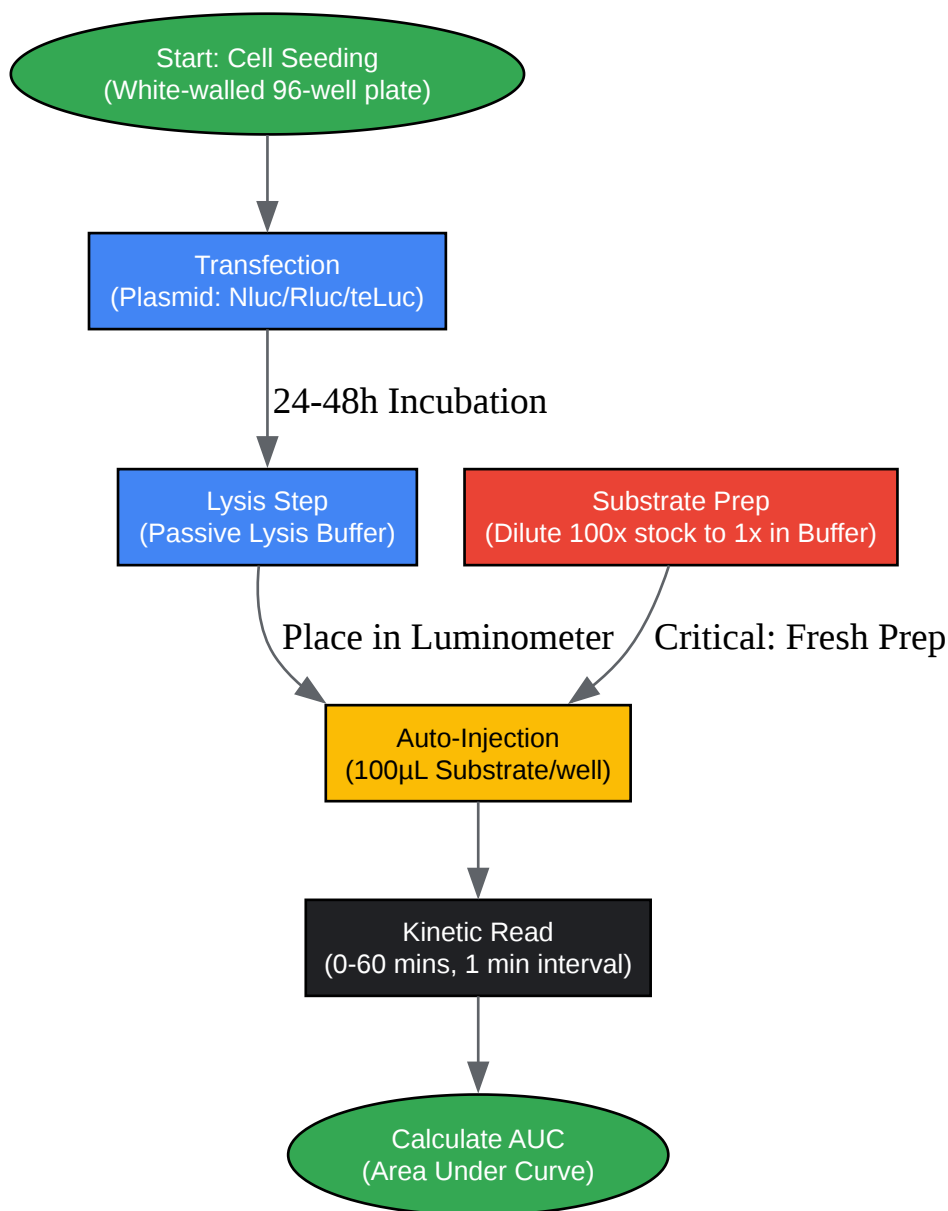 Start: Cell Seeding
(White-walled 96-well plate)
Transfection
(Plasmid: Nluc/Rluc/teLuc)
24-48h Incubation
Lysis Step
(Passive Lysis Buffer)
Substrate Prep
(Dilute 100x stock to 1x in Buffer)
Place in Luminometer
Critical: Fresh Prep
Auto-Injection
(100µL Substrate/well)
Kinetic Read
(0-60 mins, 1 min interval)
Calculate AUC
(Area Under Curve)